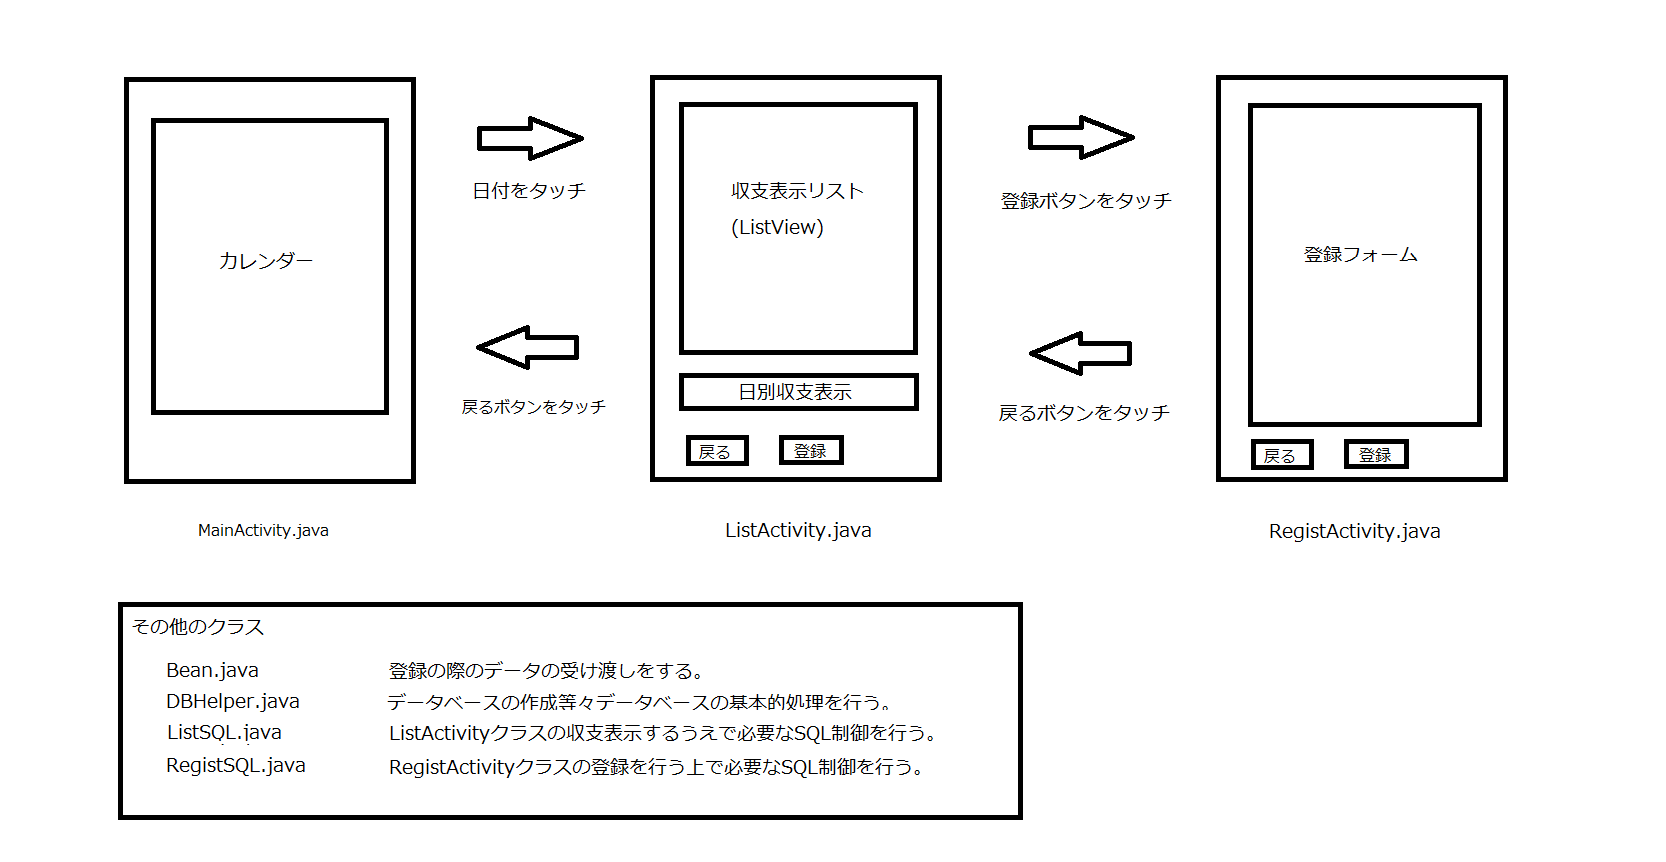 カレンダー
MainActivity.java
日付をタッチ
戻るボタンをタッチ
収支表示リスト
(ListView)
日別収支表示
戻る
登録
ListActivity.java
登録ボタンをタッチ
戻るボタンをタッチ
登録フォーム
戻る
登録
RegistActivity.java
その他のクラス
Bean.java 登録の際のデータの受け渡しをする。
DBHelper.java データベースの作成等々データベースの基本的処理を行う。
ListSQL.java ListActivityクラスの収支表示するうえで必要なSQL制御を行う。
RegistSQL.java RegistActivityクラスの登録を行う上で必要なSQL制御を行う。